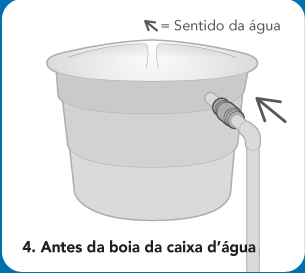 = Sentido da água
4. Antes da boia da caixa d’água